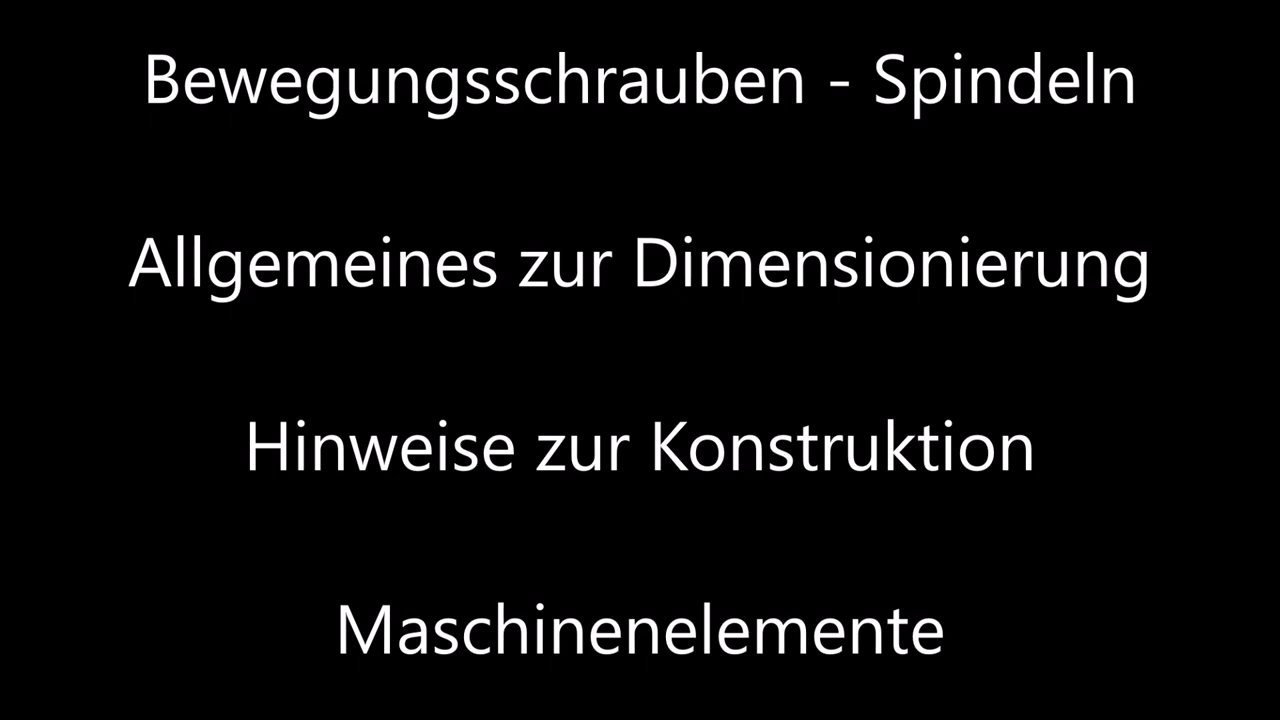 Bewegungsschrauben - Spindeln
Allgemeines zur Dimensionierung
Hinweise zur Konstruktion
Maschinenelemente